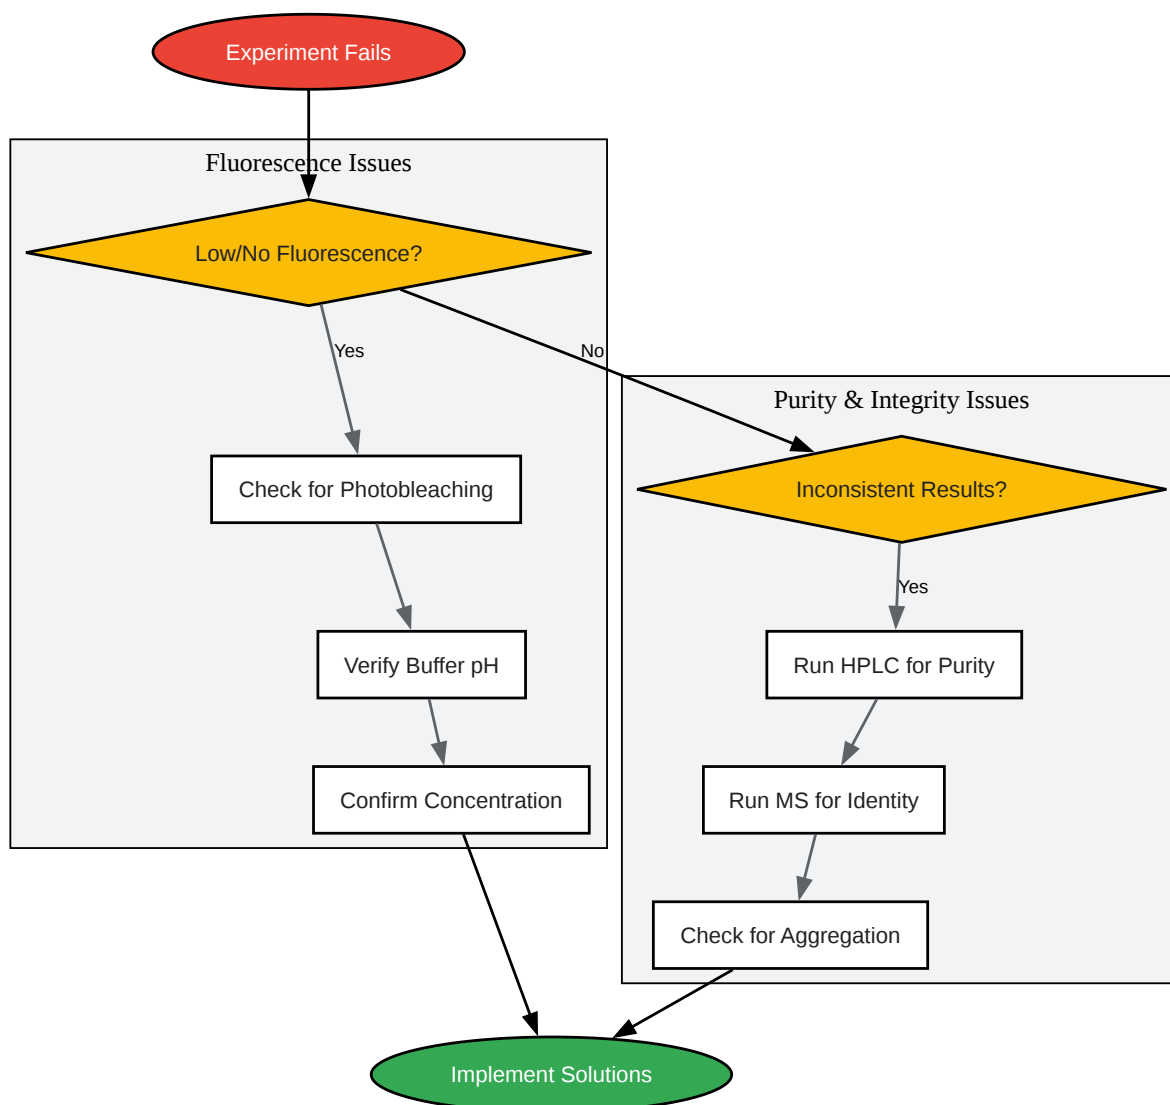 Experiment Fails
Fluorescence Issues
Low/No Fluorescence?
Yes
No
Check for Photobleaching
Verify Buffer pH
Confirm Concentration
Purity & Integrity Issues
Inconsistent Results?
Yes
Run HPLC for Purity
Run MS for Identity
Check for Aggregation
Implement Solutions